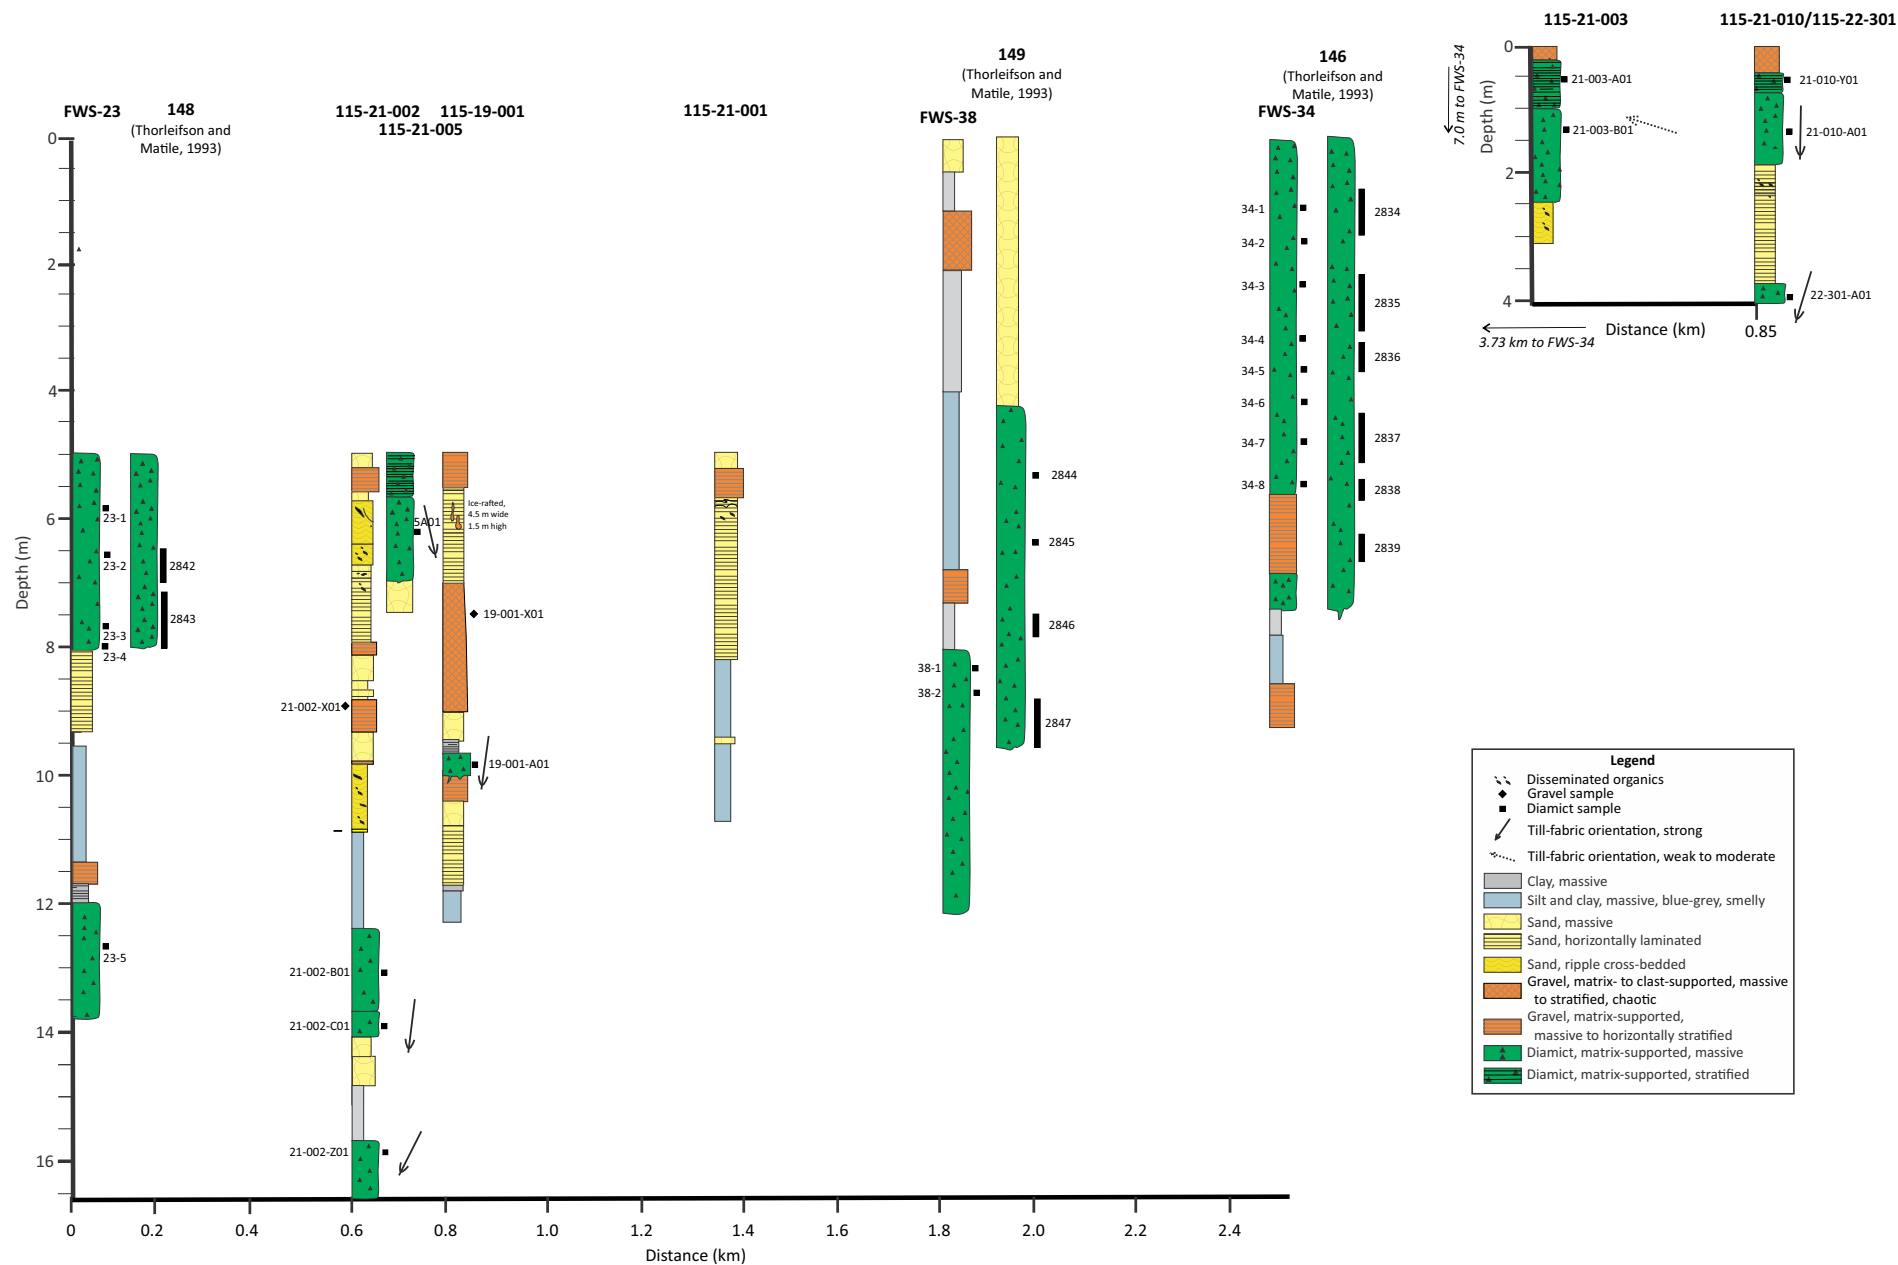 115-21-003
115-21-010/115-22-301
149
(Thorleifson and
Matile, 1993)
146
(Thorleifson and
Matile, 1993)
FWS-23
148
(Thorleifson and
Matile, 1993)
115-21-002
115-19-001
115-21-005
115-21-001
FWS-38
FWS-34
0
2
4
6
8
10
12
14
16
Depth (m)
23-1
23-2
23-3
23-4
23-5
2842
2843
21-002-X01
21-002-B01
21-002-C01
21-002-Z01
5A01
Ice-rafted,
4.5 m wide
1.5 m high
19-001-X01
19-001-A01
38-1
38-2
2844
2845
2846
2847
34-1
34-2
34-3
34-4
34-5
34-6
34-7
34-8
2834
2835
2836
2837
2838
2839
7.0 m to FWS-34
Depth (m)
0
2
4
21-003-A01
21-003-B01
21-010-Y01
21-010-A01
22-301-A01
Distance (km)
0.85
3.73 km to FWS-34
0
0.2
0.4
0.6
0.8
1.0
1.2
1.4
1.6
1.8
2.0
2.2
2.4
Distance (km)
Legend
Disseminated organics
Gravel sample
Diamict sample
Till-fabric orientation, strong
Till-fabric orientation, weak to moderate
Clay, massive
Silt and clay, massive, blue-grey, smelly
Sand, massive
Sand, horizontally laminated
Sand, ripple cross-bedded
Gravel, matrix- to clast-supported, massive
to stratified, chaotic
Gravel, matrix-supported,
massive to horizontally stratified
Diamict, matrix-supported, massive
Diamict, matrix-supported, stratified